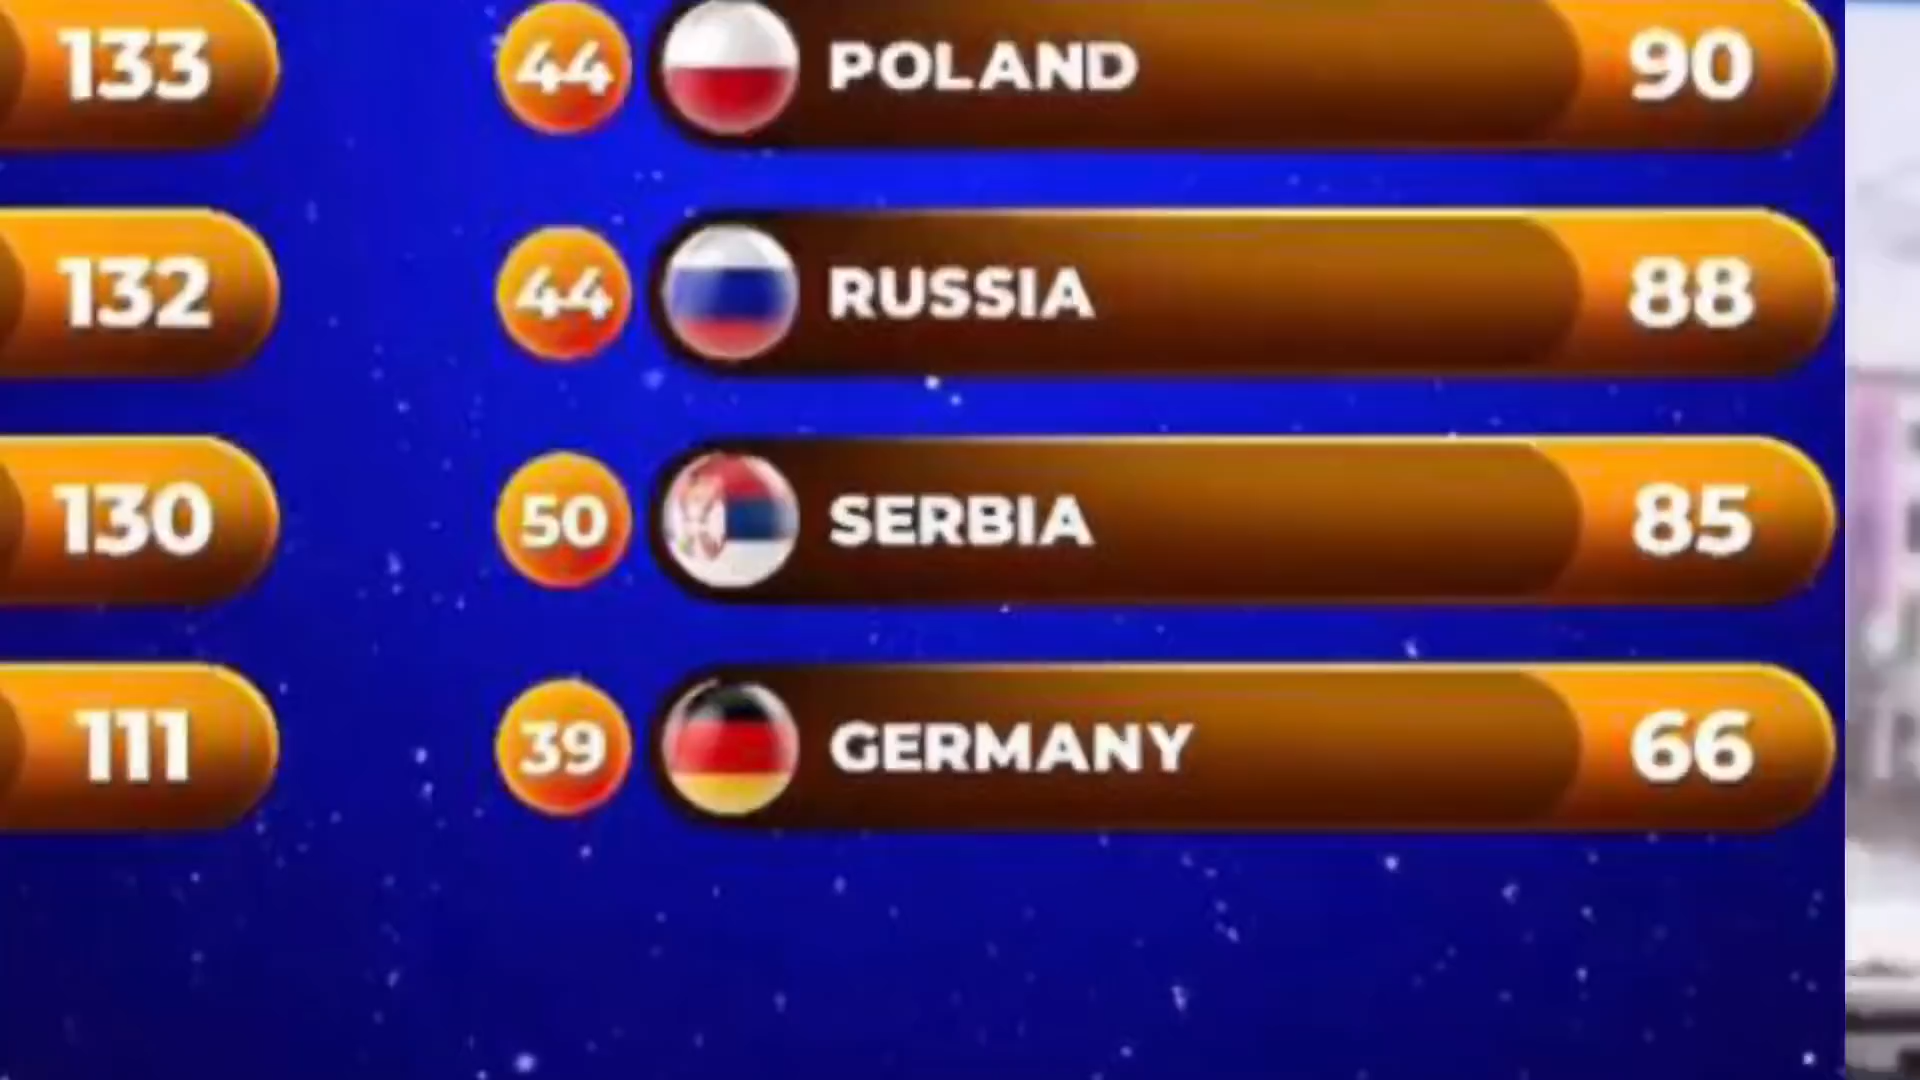 133 44 POLAND 90
132 44 RUSSIA 88
130 50 SERBIA 85
111 39 GERMANY 66